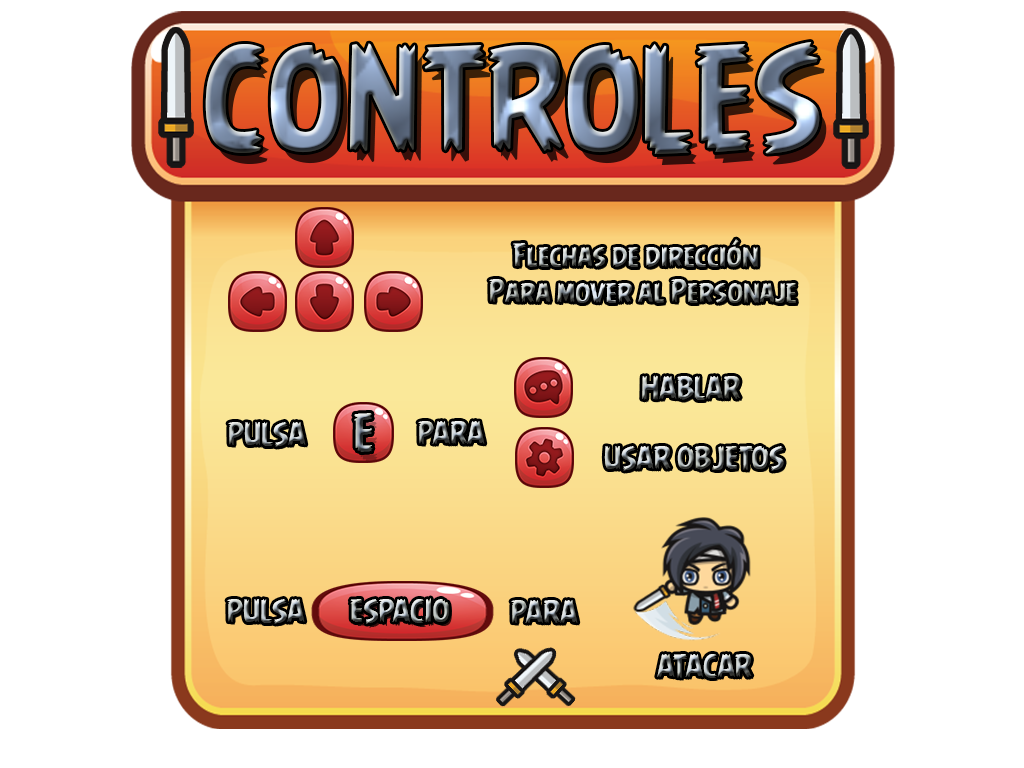 CONTROLES
FLECHAS DE DIRECCIÓN
PARA MOVER AL PERSONAJE
HABLAR
PULSA E PARA
USAR OBJETOS
PULSA ESPACIO PARA
ATACAR